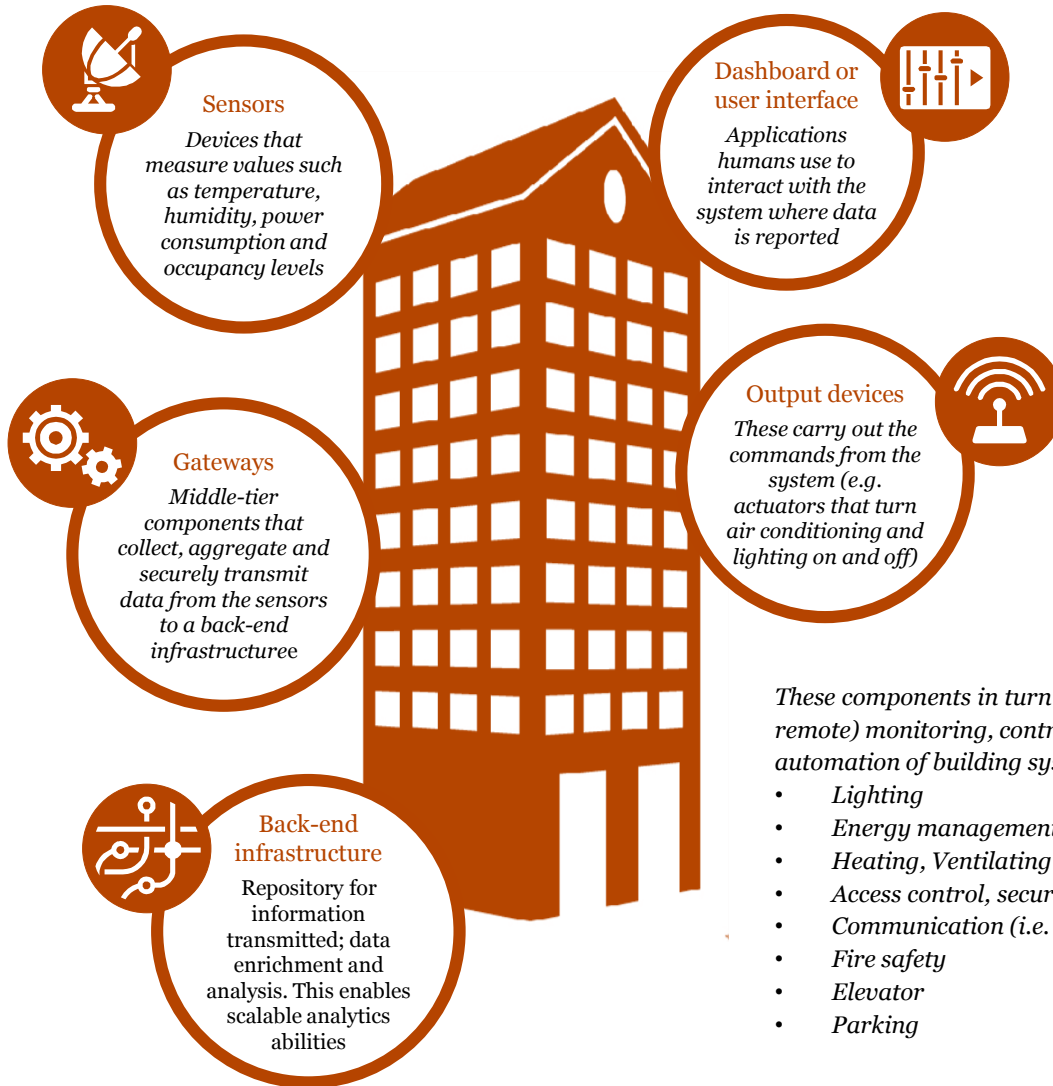 Sensors
Devices that
measure values such
as temperature,
humidity, power
consumption and
occupancy levels
Dashboard or
user interface
Applications
humans use to
interact with the
system where data
is reported
Gateways
Middle-tier
components that
collect, aggregate and
securely transmit
data from the sensors
to a back-end
infrastructuree
Output devices
These carry out the
commands from the
system (e.g.
actuators that turn
air conditioning and
lighting on and off)
Back-end
infrastructure
Repository for
information
transmitted; data
enrichment and
analysis. This enables
scalable analytics
abilities
These components in turn
remote) monitoring,
automation of building
• Lighting
• Energy
• Heating, Ventilating
• Access control,
• Communication (i.e.
• Fire safety
• Elevator
• Parking